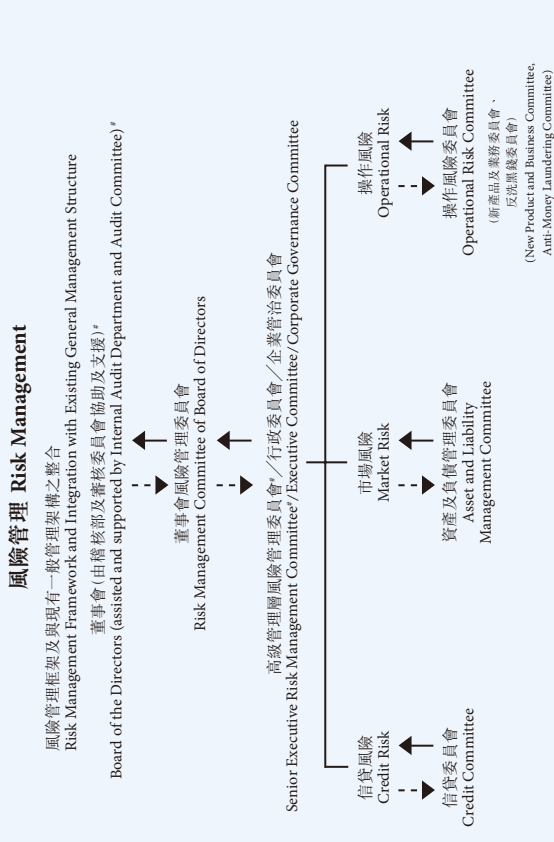 風險管理 Risk Management
風險管理框架及與現有一般管理架構之整合
Risk Management Framework and Integration with Existing General Management Structure
董事會(由稽核部及審核委員會協助及支援)#
Board of the Directors (assisted and supported by Internal Audit Department and Audit Committee)#
董事會風險管理委員會
Risk Management Committee of Board of Directors
高級管理層風險管理委員會#／行政委員會／企業管治委員會
Senior Executive Risk Management Committee#/Executive Committee/Corporate Governance Committee
信貸風險
Credit Risk
信貸委員會
Credit Committee
市場風險
Market Risk
資產及負債管理委員會
Asset and Liability
Management Committee
操作風險
Operational Risk
操作風險委員會
Operational Risk Committee
(新產品及業務委員會、
反洗黑錢委員會)
(New Product and Business Committee,
Anti-Money Laundering Committee)